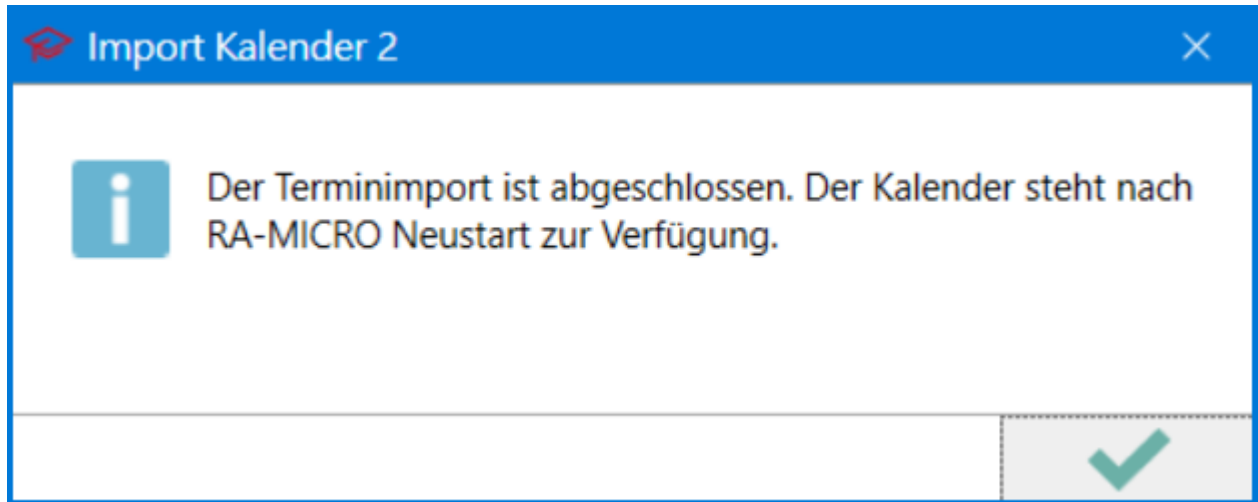 Import Kalender 2
Der Terminimport ist abgeschlossen. Der Kalender steht nach
RA-MICRO Neustart zur Verfügung.